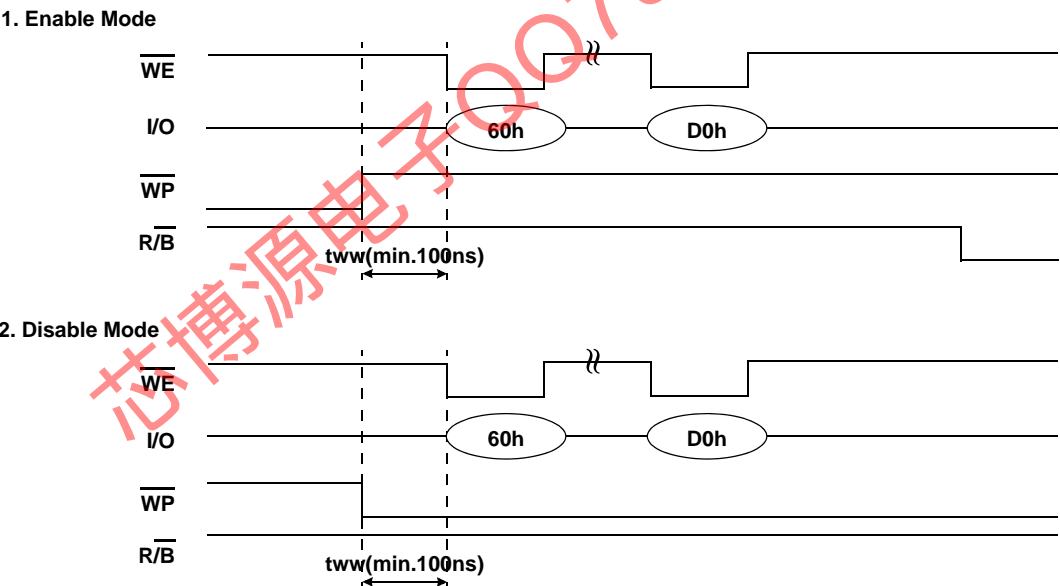 1. Enable Mode
WE
I/O
60h
D0h
WP
R/B
tww(min.100ns)
2. Disable Mode
WE
I/O
60h
D0h
WP
R/B
tww(min.100ns)
芯博源电子QQ7